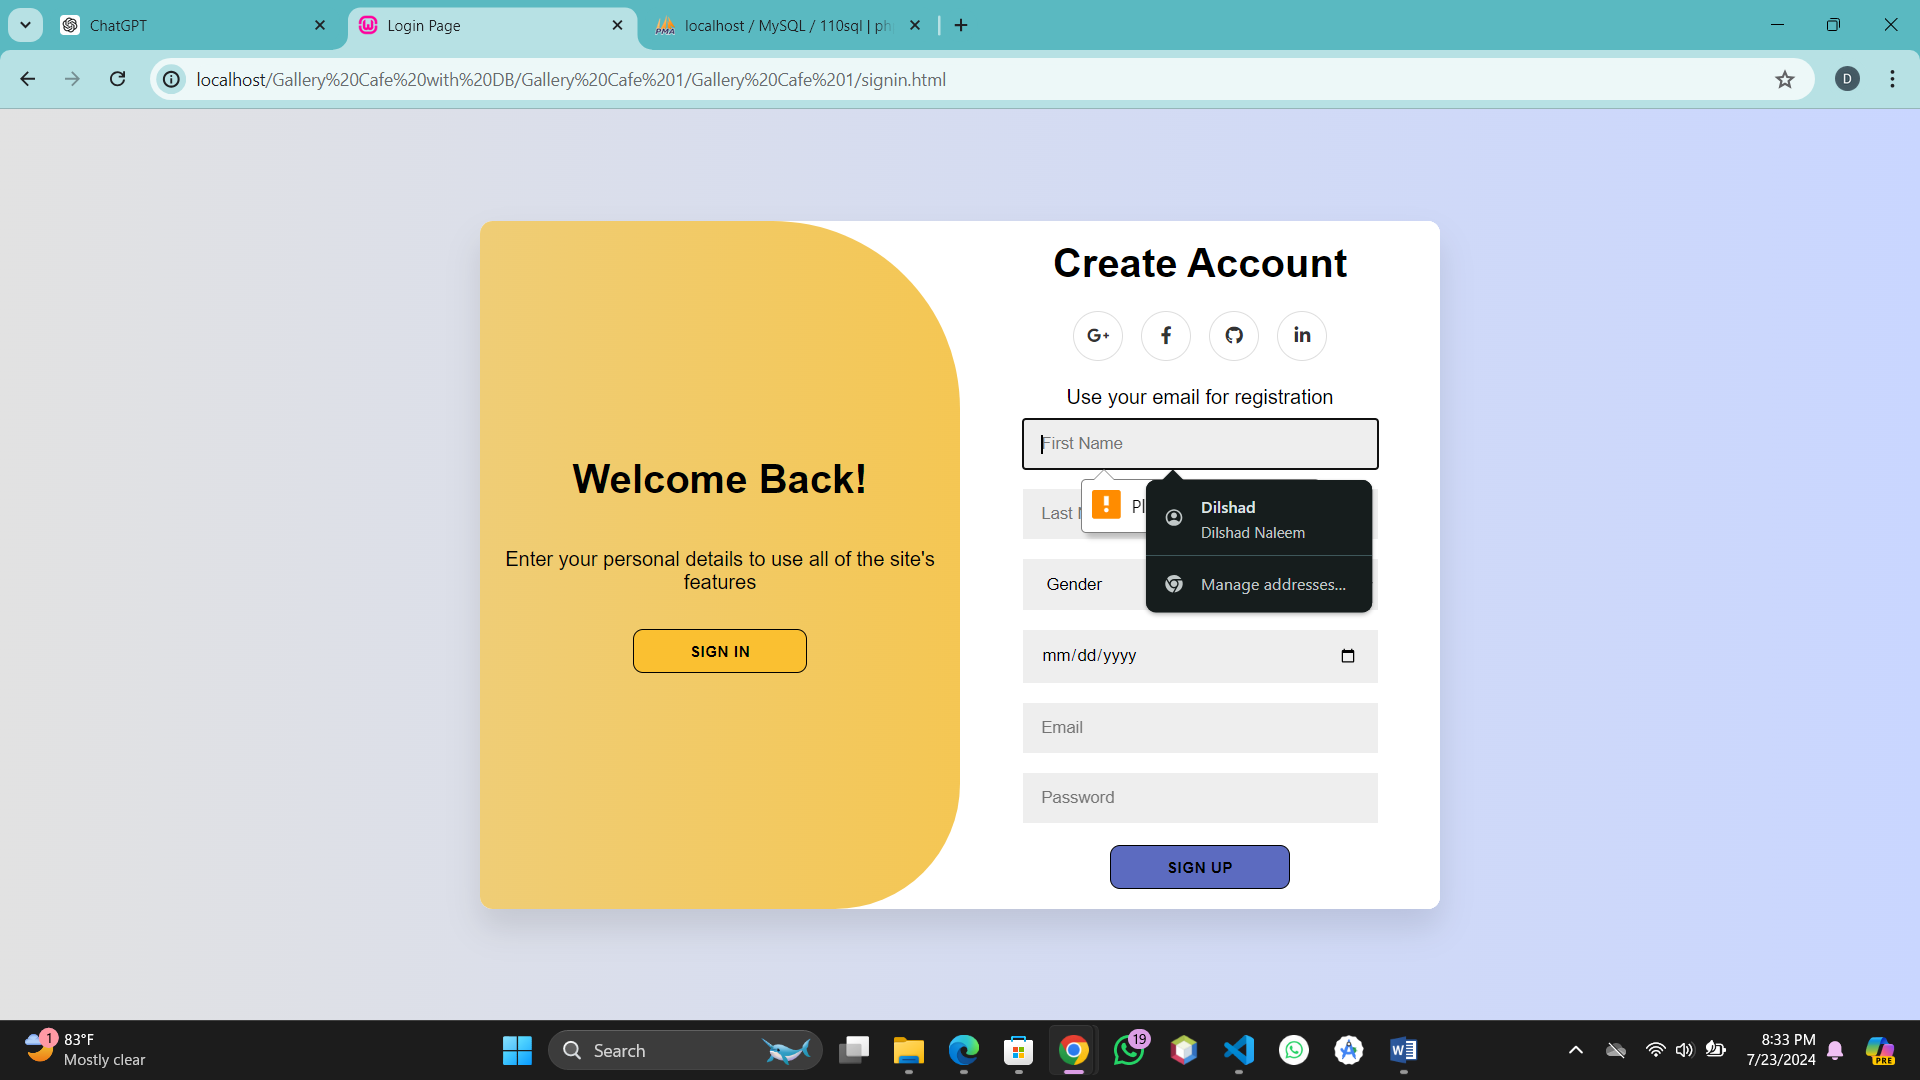 ChatGPT
Login Page
localhost / MySQL / 110sql | ph
localhost/Gallery%20Cafe%20with%20DB/Gallery%20Cafe%201/Gallery%20Cafe%201/signin.html
D
Create Account
G+
f
in
Use your email for registration
First Name
Welcome Back!
Enter your personal details to use all of the site's
features
SIGN IN
Last
Dilshad
Dilshad Naleem
Manage addresses...
Gender
mm/dd/yyyy
Email
Password
SIGN UP
1
83°F
Mostly clear
Search
19
8:33 PM
7/23/2024
PRE